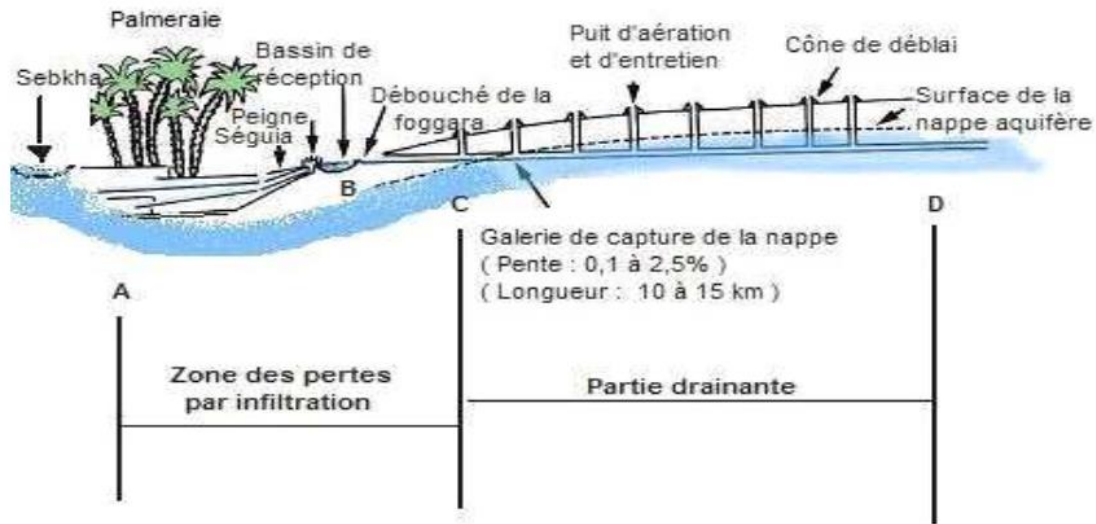 Palmeraie
Sebkha
Bassin de
réception
Peigne
Séguia
Débouché de la
foggara
Puit d'aération
et d'entretien
Cône de déblai
Surface de la
nappe aquifère
B
C
D
Galerie de capture de la nappe
( Pente : 0,1 à 2,5% )
( Longueur : 10 à 15 km )
A
Zone des pertes
par infiltration
Partie drainante